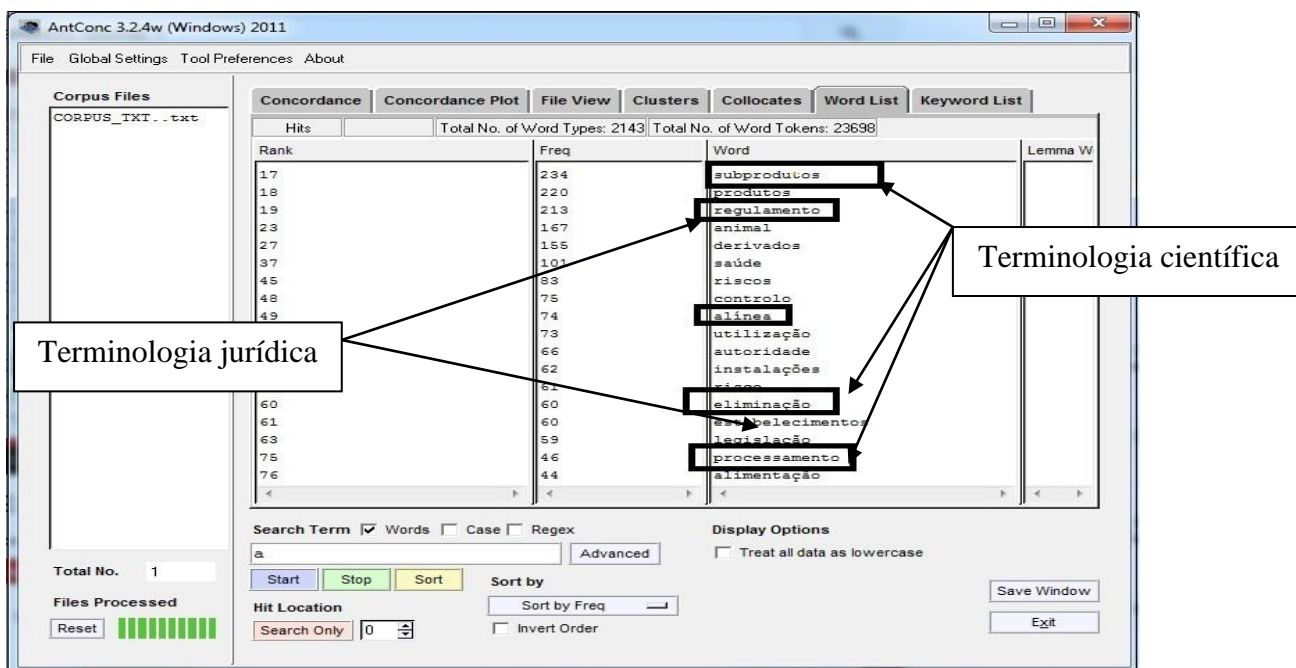 AntConc 3.2.4w (Windows) 2011
File Global Settings Tool Preferences About
Corpus Files
CORPUS_TXT..txt
Concordance Concordance Plot File View Clusters Collocates Word List Keyword List
Hits Total No. of Word Types: 2143 Total No. of Word Tokens: 23698
Rank Freq Word Lemma W
17 234 subprodutos
18 220 produtos
19 213 regulamento
23 167 animal
27 155 derivados
37 101 saúde
45 83 riscos
48 75 controlo
49 74 alínea
73 utilização
66 autoridade
62 instalações
61 risco
60 60 eliminação
61 60 estabelecimentos
63 59 legislação
75 46 processamento
76 44 alimentação
Terminologia científica
Terminologia jurídica
Search Term Words Case Regex
a Advanced
Start Stop Sort
Hit Location
Search Only 0
Sort by
Sort by Freq
Invert Order
Display Options
Treat all data as lowercase
Total No. 1
Files Processed
Reset
Save Window
Exit